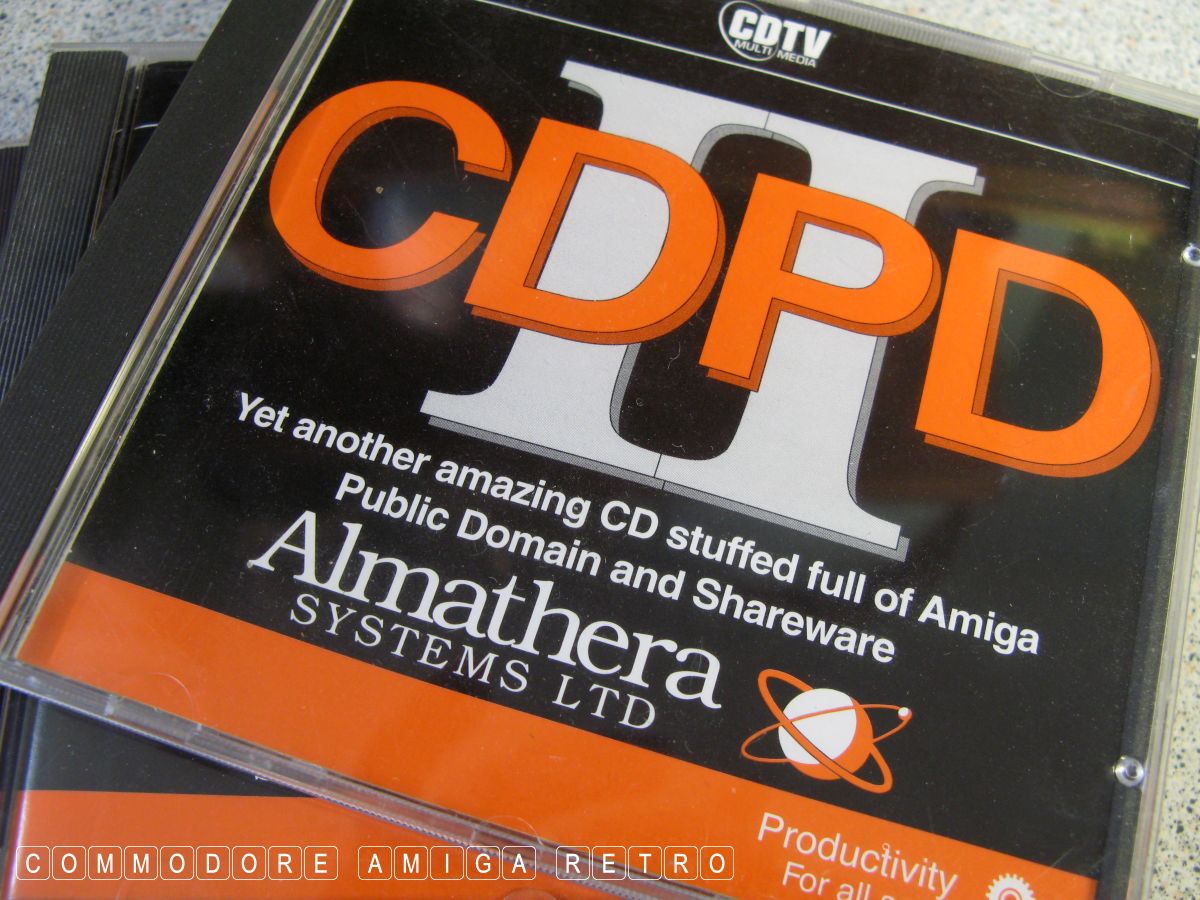 CDTV
MULTI MEDIA
II
CDPD
Yet another amazing CD stuffed full of Amiga
Public Domain and Shareware
Almathera
SYSTEMS LTD
Productivity
For all
COMMODORE AMIGA RETRO